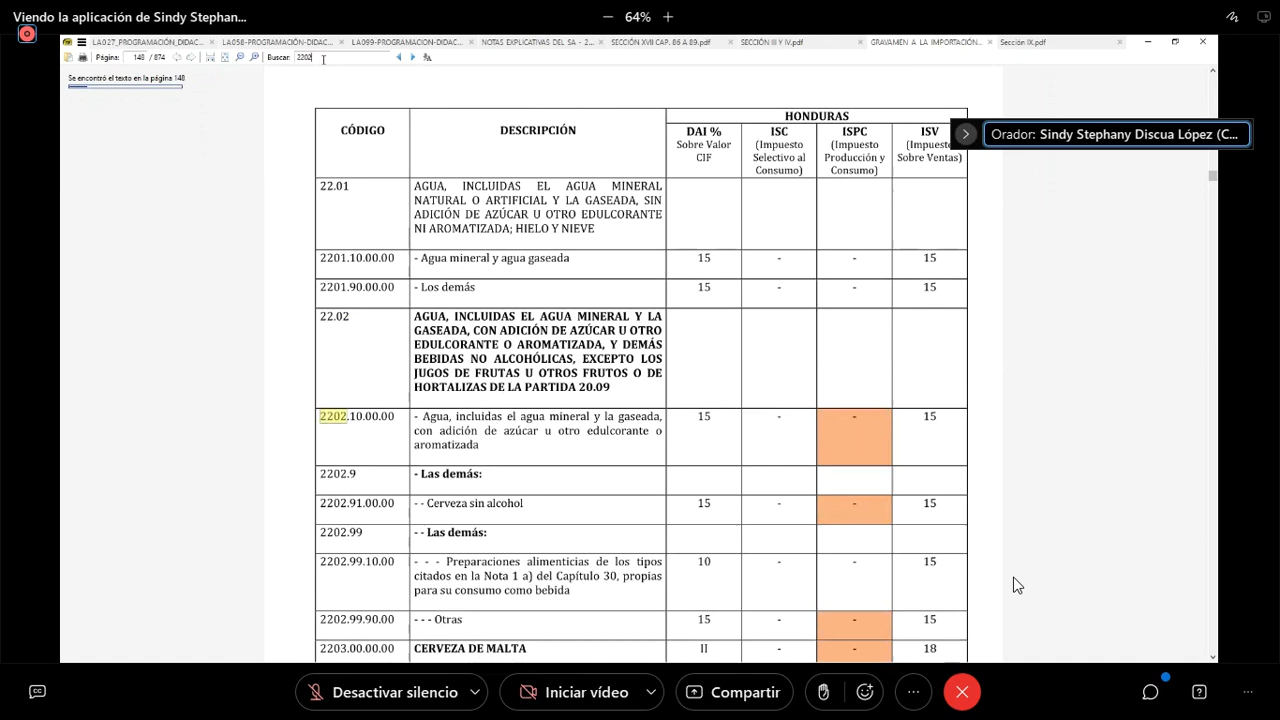 Viendo la aplicación de Sindy Stephan...
64%
LA027_PROGRAMACIÓN_DIDAC...
LA058-PROGRAMACIÓN-DIDAC...
LA099-PROGRAMACION-DIDAC...
NOTAS EXPLICATIVAS DEL SA - 2...
SECCIÓN XVII CAP, 86 A 89.pdf
SECCIÓN III Y IV.pdf
GRAVAMEN A LA IMPORTACIÓN...
Sección IX.pdf
Página: 148 / 874
Buscar: 2202
Se encontró el texto en la página 148
Orador: Sindy Stephany Discua López (C...
CÓDIGO
DESCRIPCIÓN
HONDURAS
DAI %
Sobre Valor
CIF
ISC
(Impuesto
Selectivo al
Consumo)
ISPC
(Impuesto
Producción y
Consumo)
ISV
(Impuesto
Sobre Ventas)
22.01
AGUA, INCLUIDAS EL AGUA MINERAL
NATURAL O ARTIFICIAL Y LA GASEADA, SIN
ADICIÓN DE AZÚCAR U OTRO EDULCORANTE
NI AROMATIZADA; HIELO Y NIEVE
2201.10.00.00 - Agua mineral y agua gaseada 15 - - 15
2201.90.00.00 - Los demás 15 - - 15
22.02
AGUA, INCLUIDAS EL AGUA MINERAL Y LA
GASEADA, CON ADICIÓN DE AZÚCAR U OTRO
EDULCORANTE O AROMATIZADA, Y DEMÁS
BEBIDAS NO ALCOHÓLICAS, EXCEPTO LOS
JUGOS DE FRUTAS U OTROS FRUTOS O DE
HORTALIZAS DE LA PARTIDA 20.09
2202.10.00.00 - Agua, incluidas el agua mineral y la gaseada, 15 - - 15
con adición de azúcar u otro edulcorante o
aromatizada
2202.9 - Las demás:
2202.91.00.00 - - Cerveza sin alcohol 15 - - 15
2202.99 - - Las demás:
2202.99.10.00 - - - Preparaciones alimenticias de los tipos 10 - - 15
citados en la Nota 1 a) del Capítulo 30, propias
para su consumo como bebida
2202.99.90.00 - - - Otras 15 - - 15
2203.00.00.00 CERVEZA DE MALTA II - - 18
Desactivar silencio
Iniciar vídeo
Compartir